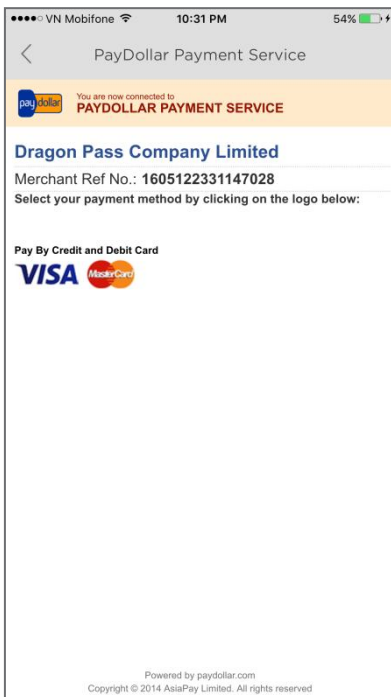 VN Mobifone 10:31 PM 54%
PayDollar Payment Service
pay dollar
You are now connected to
PAYDOLLAR PAYMENT SERVICE
Dragon Pass Company Limited
Merchant Ref No.: 1605122331147028
Select your payment method by clicking on the logo below:
Pay By Credit and Debit Card
VISA MasterCard
Powered by paydollar.com
Copyright © 2014 AsiaPay Limited. All rights reserved